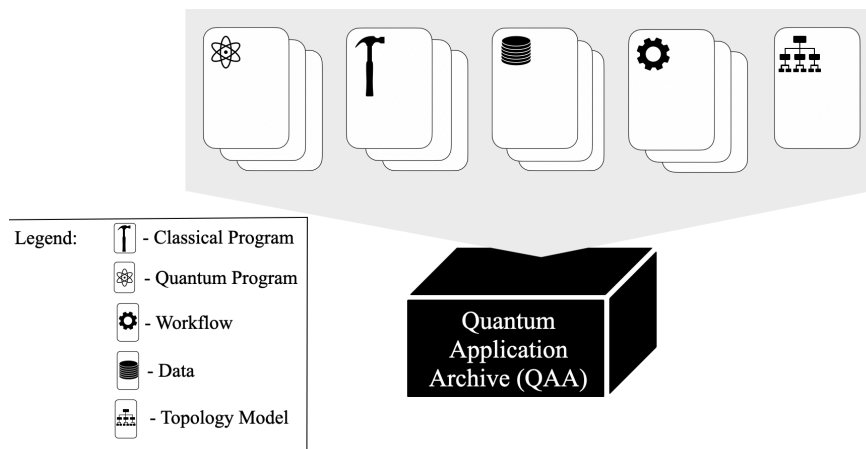 Legend:
- Classical Program
- Quantum Program
- Workflow
- Data
- Topology Model
Quantum
Application
Archive (QAA)